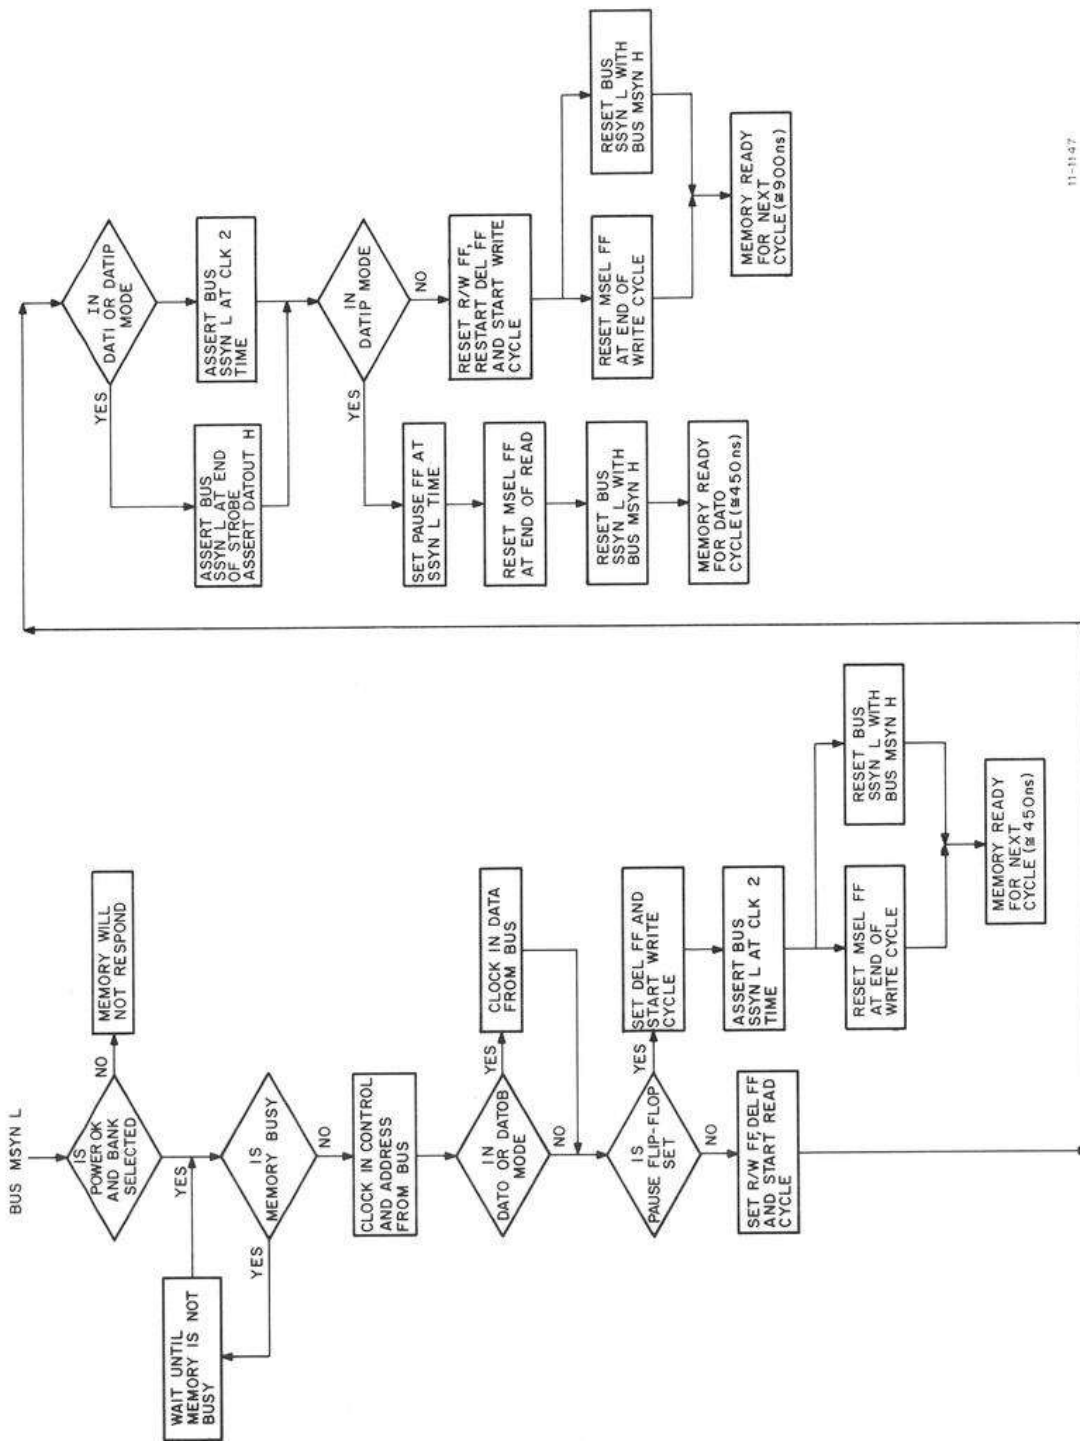 BUS MSYN L
IS
POWER OK
AND BANK
SELECTED
NO
MEMORY WILL
NOT RESPOND
YES
WAIT UNTIL
MEMORY IS NOT
BUSY
IS
MEMORY BUSY
YES
NO
CLOCK IN CONTROL
AND ADDRESS
FROM BUS
IN
DATO OR DATOB
MODE
YES
CLOCK IN DATA
FROM BUS
NO
IS
PAUSE FLIP-FLOP
SET
YES
SET DEL FF AND
START WRITE
CYCLE
ASSERT BUS
SSYN L AT CLK 2
TIME
RESET MSEL FF
AT END OF
WRITE CYCLE
RESET BUS
SSYN L WITH
BUS MSYN H
MEMORY READY
FOR NEXT
CYCLE (≅450ns)
NO
SET R/W FF, DEL FF
AND START READ
CYCLE
IN
DATI OR DATIP
MODE
YES
ASSERT BUS
SSYN L AT END
OF STROBE
ASSERT DATOUT H
ASSERT BUS
SSYN L AT CLK 2
TIME
IN
DATIP MODE
YES
SET PAUSE FF AT
SSYN L TIME
RESET MSEL FF
AT END OF READ
RESET BUS
SSYN L WITH
BUS MSYN H
MEMORY READY
FOR DATO
CYCLE (≅450ns)
NO
RESET R/W FF,
RESTART DEL FF
AND START WRITE
CYCLE
RESET MSEL FF
AT END OF
WRITE CYCLE
RESET BUS
SSYN L WITH
BUS MSYN H
MEMORY READY
FOR NEXT
CYCLE (≅900ns)
11-1147